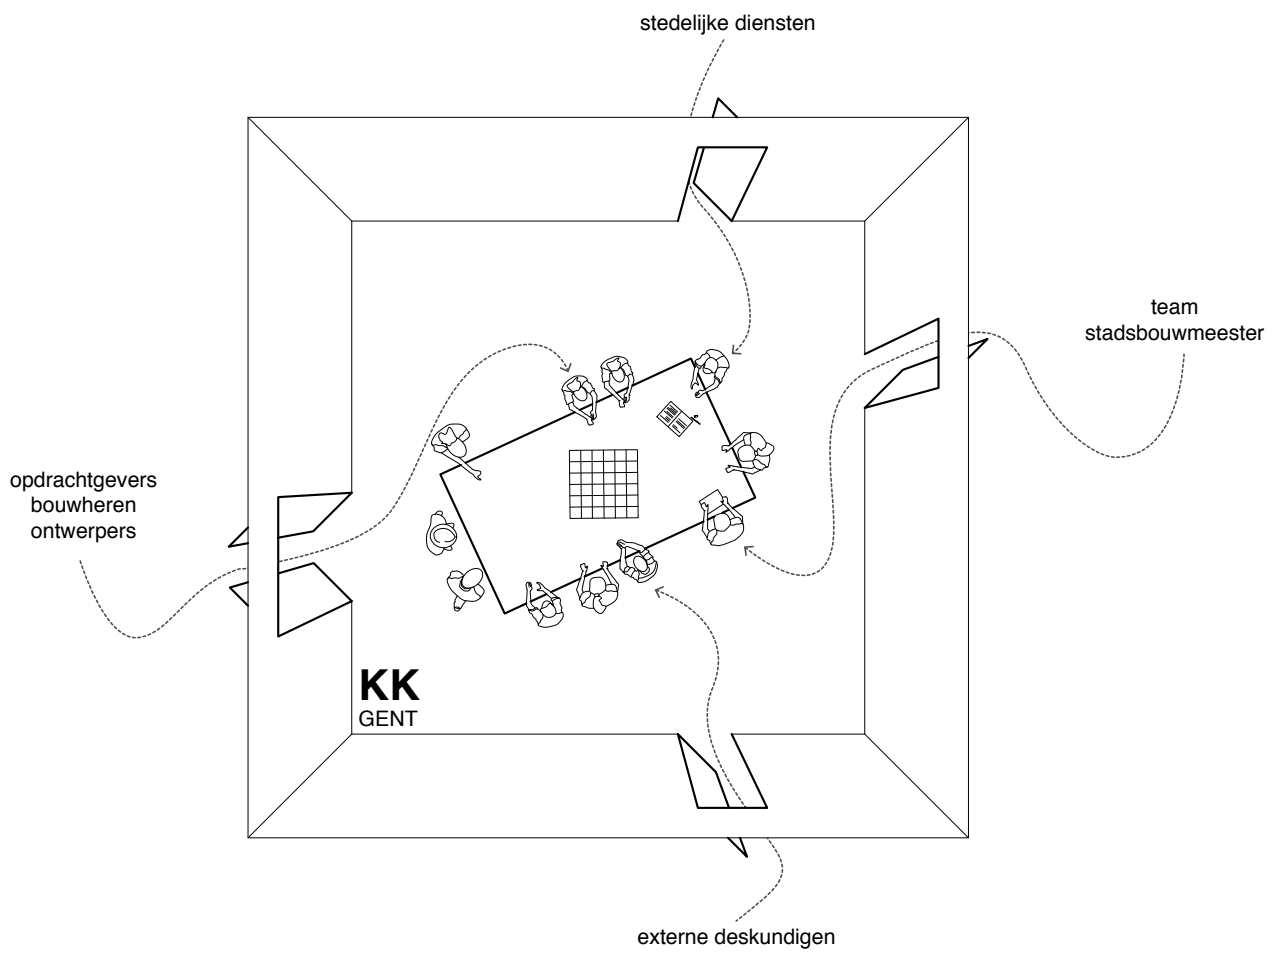 stedelijke diensten
team
stadsbouwmeester
opdrachtgevers
bouwheren
ontwerpers
KK
GENT
externe deskundigen